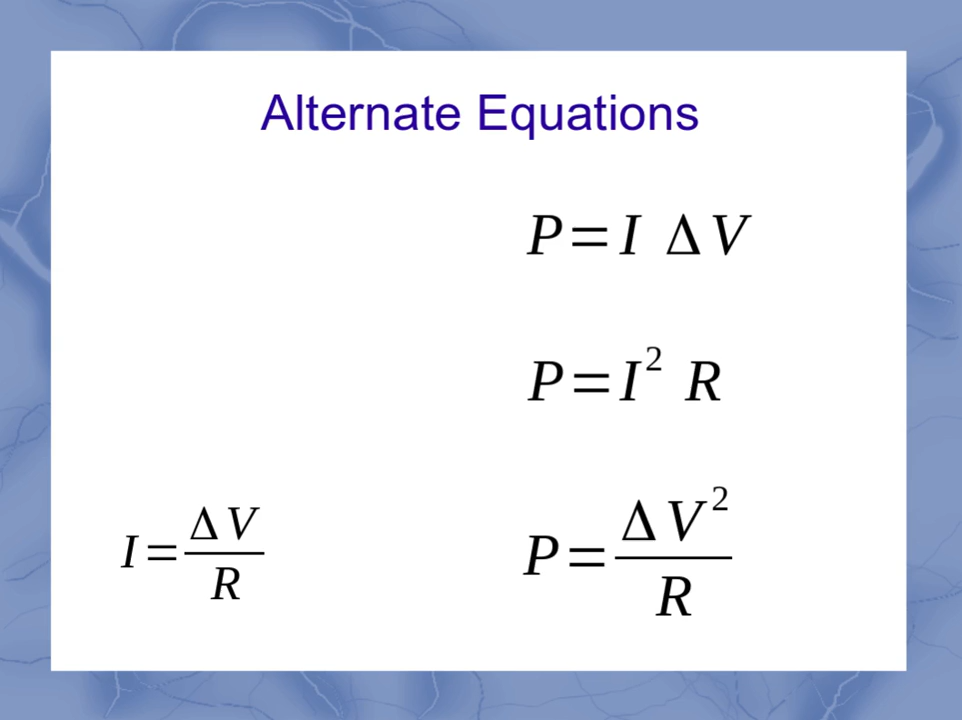 Alternate Equations
P=I ΔV
P=I² R
I=ΔV/R
P=ΔV²/R